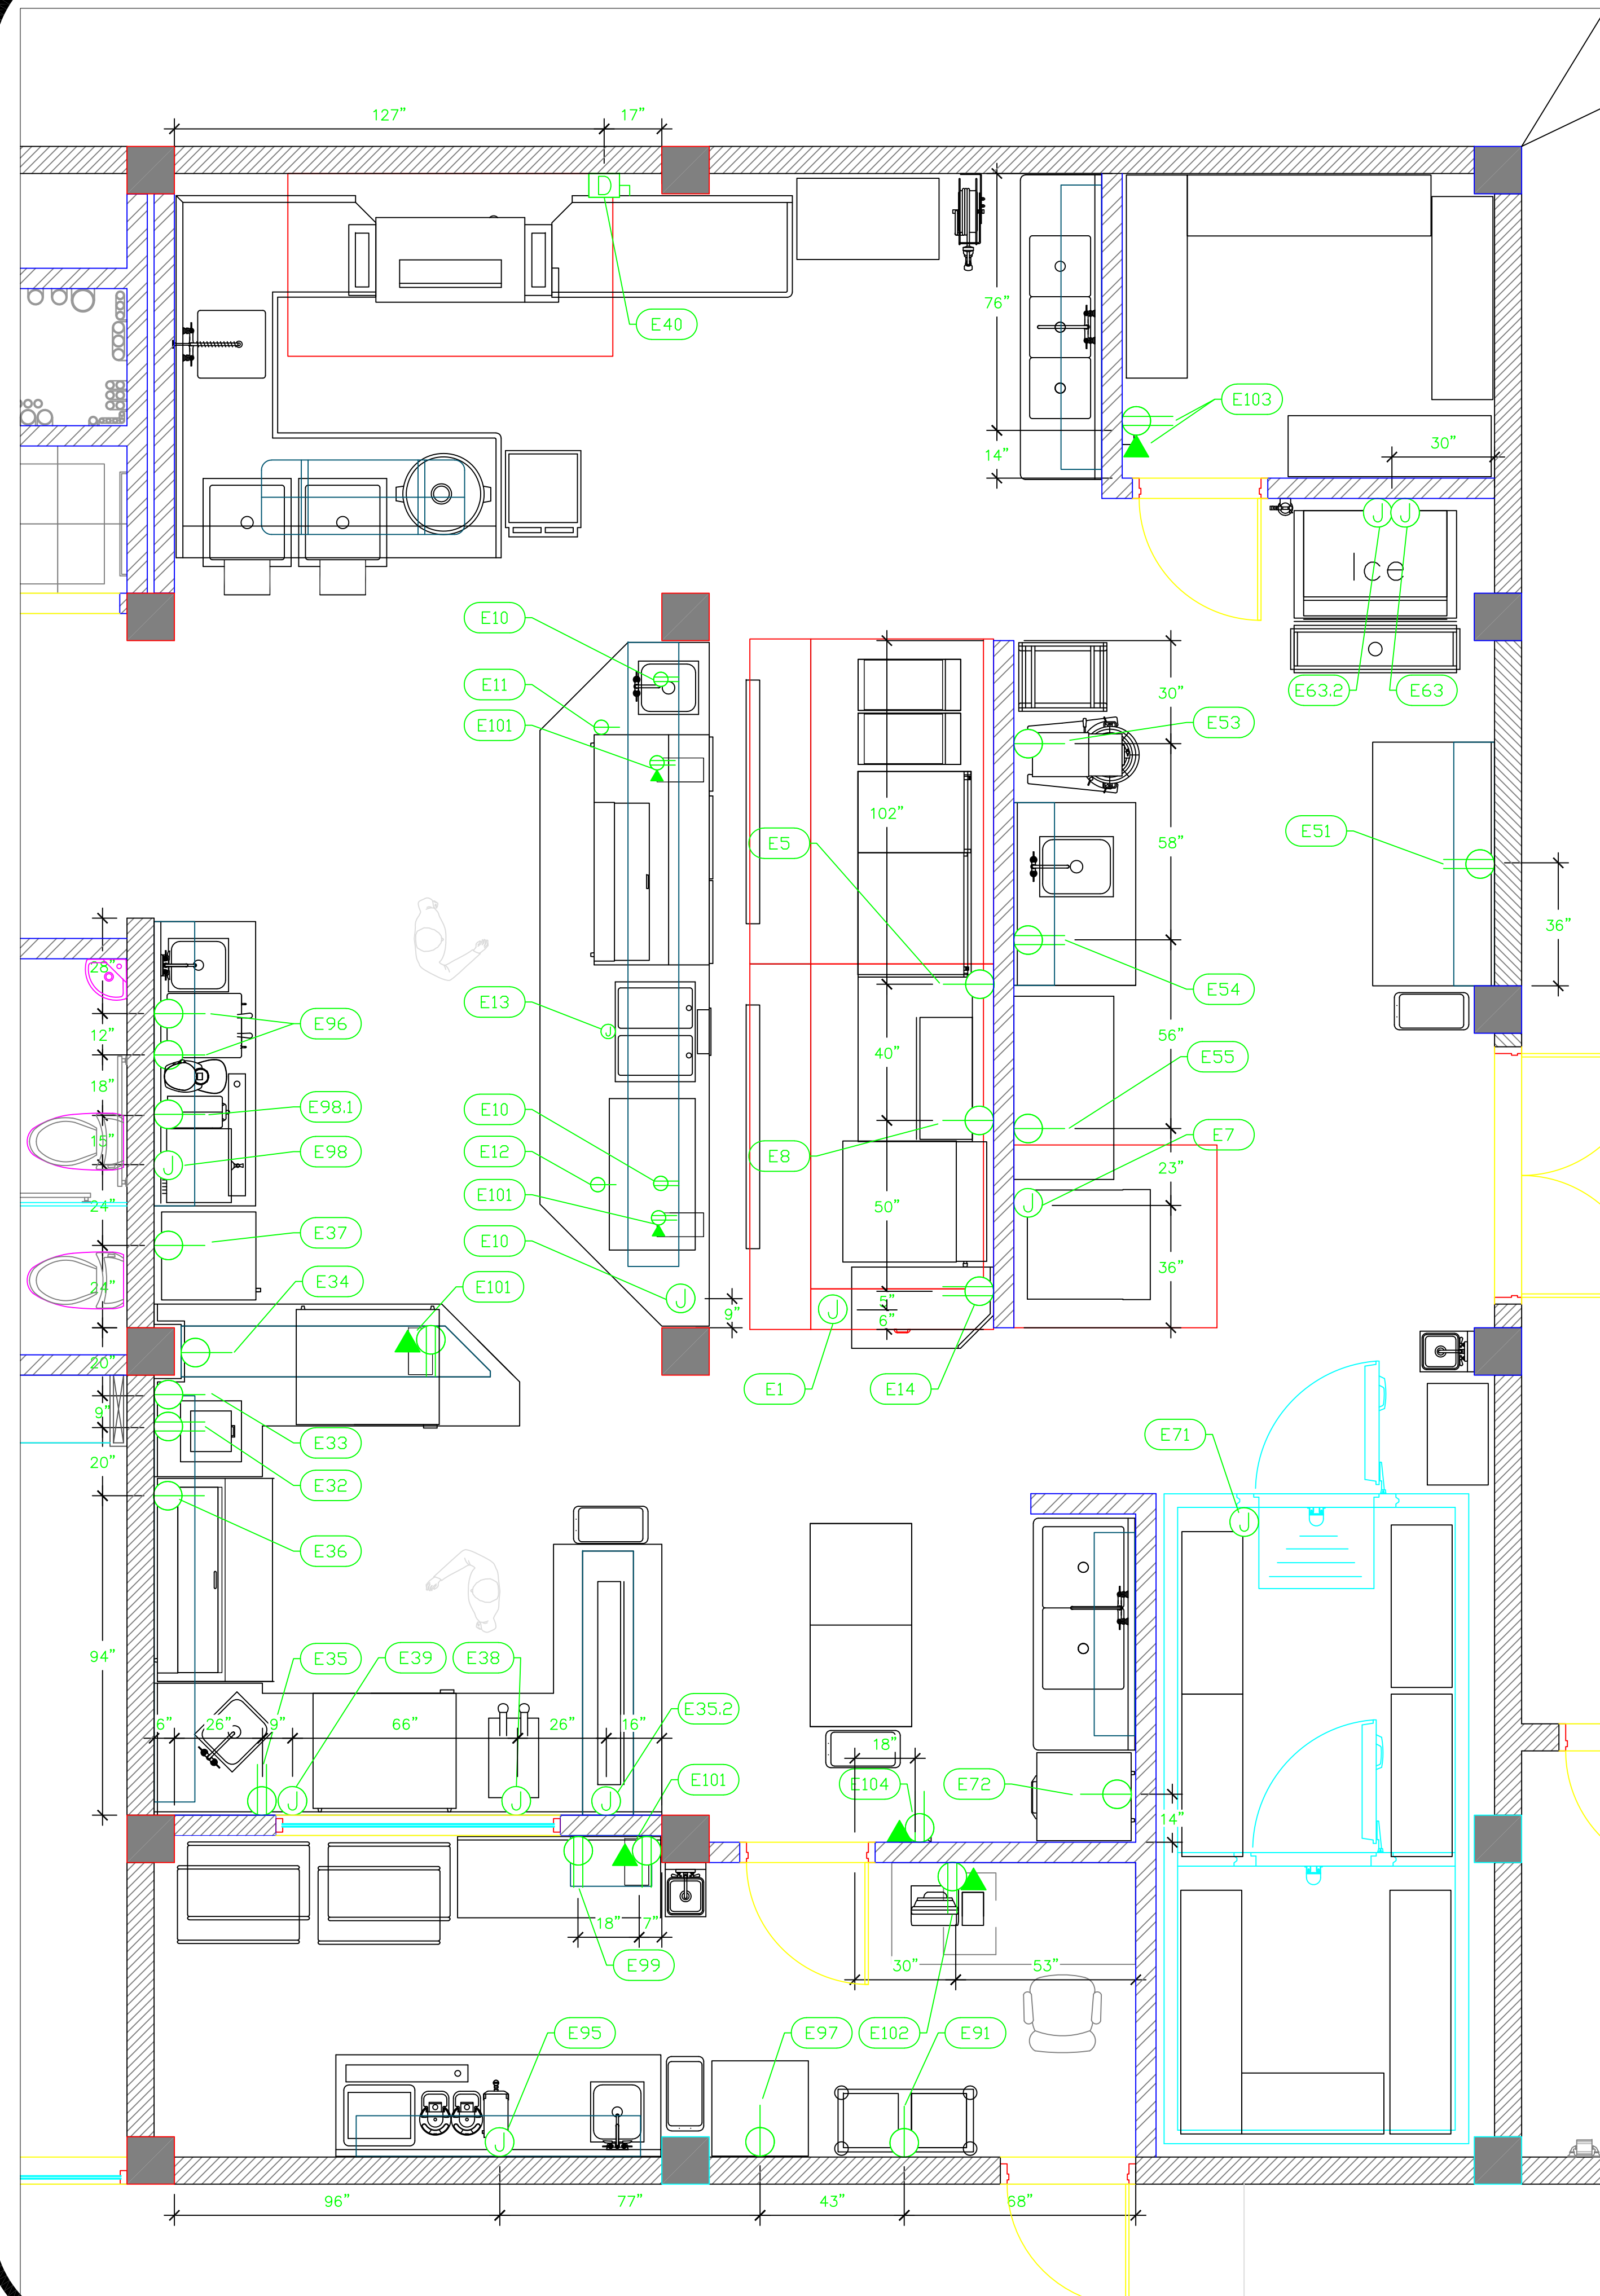 127" 17"
D
E40
76"
E103
14"
30"
J J
Ice
E10
E11
E101
30"
E63.2 E63
E53
102"
E5
58"
E51
36"
28"
E96
12"
E13
E54
40"
56"
E55
18"
E98.1
E10
15"
E98
E12
E8
E7
J
23"
E101
J
24"
50"
E37
E10
24"
E34
E101
J
9"
J
5"
6"
36"
20"
E1
E14
9"
E33
E32
20"
E71
J
E36
94"
E35 E39 E38
E35.2
6" 26" 9" 66" 26" 16"
18"
E101
E104
E72
J J J
14"
18" 7"
E99
30" 53"
E95
E97 E102 E91
J
96" 77" 43" 68"